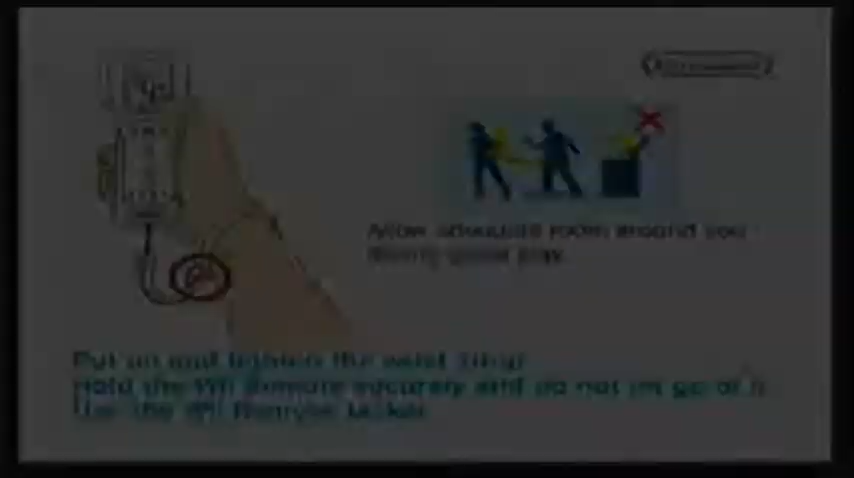 Nintendo
Allow adequate room around you
during game play.
Put on and tighten the wrist strap.
Hold the Wii Remote securely and do not let go of it.
Use the Wii Remote Jacket.